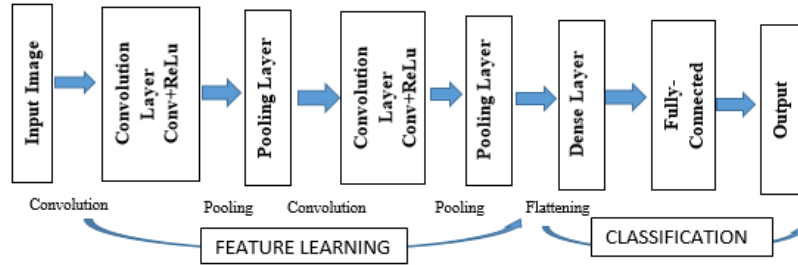 Input Image
Convolution
Layer
Conv+ReLu
Pooling Layer
Convolution
Layer
Conv+ReLu
Pooling Layer
Dense Layer
Fully-
Connected
Output
Convolution
Pooling
Convolution
Pooling
Flattening
FEATURE LEARNING
CLASSIFICATION